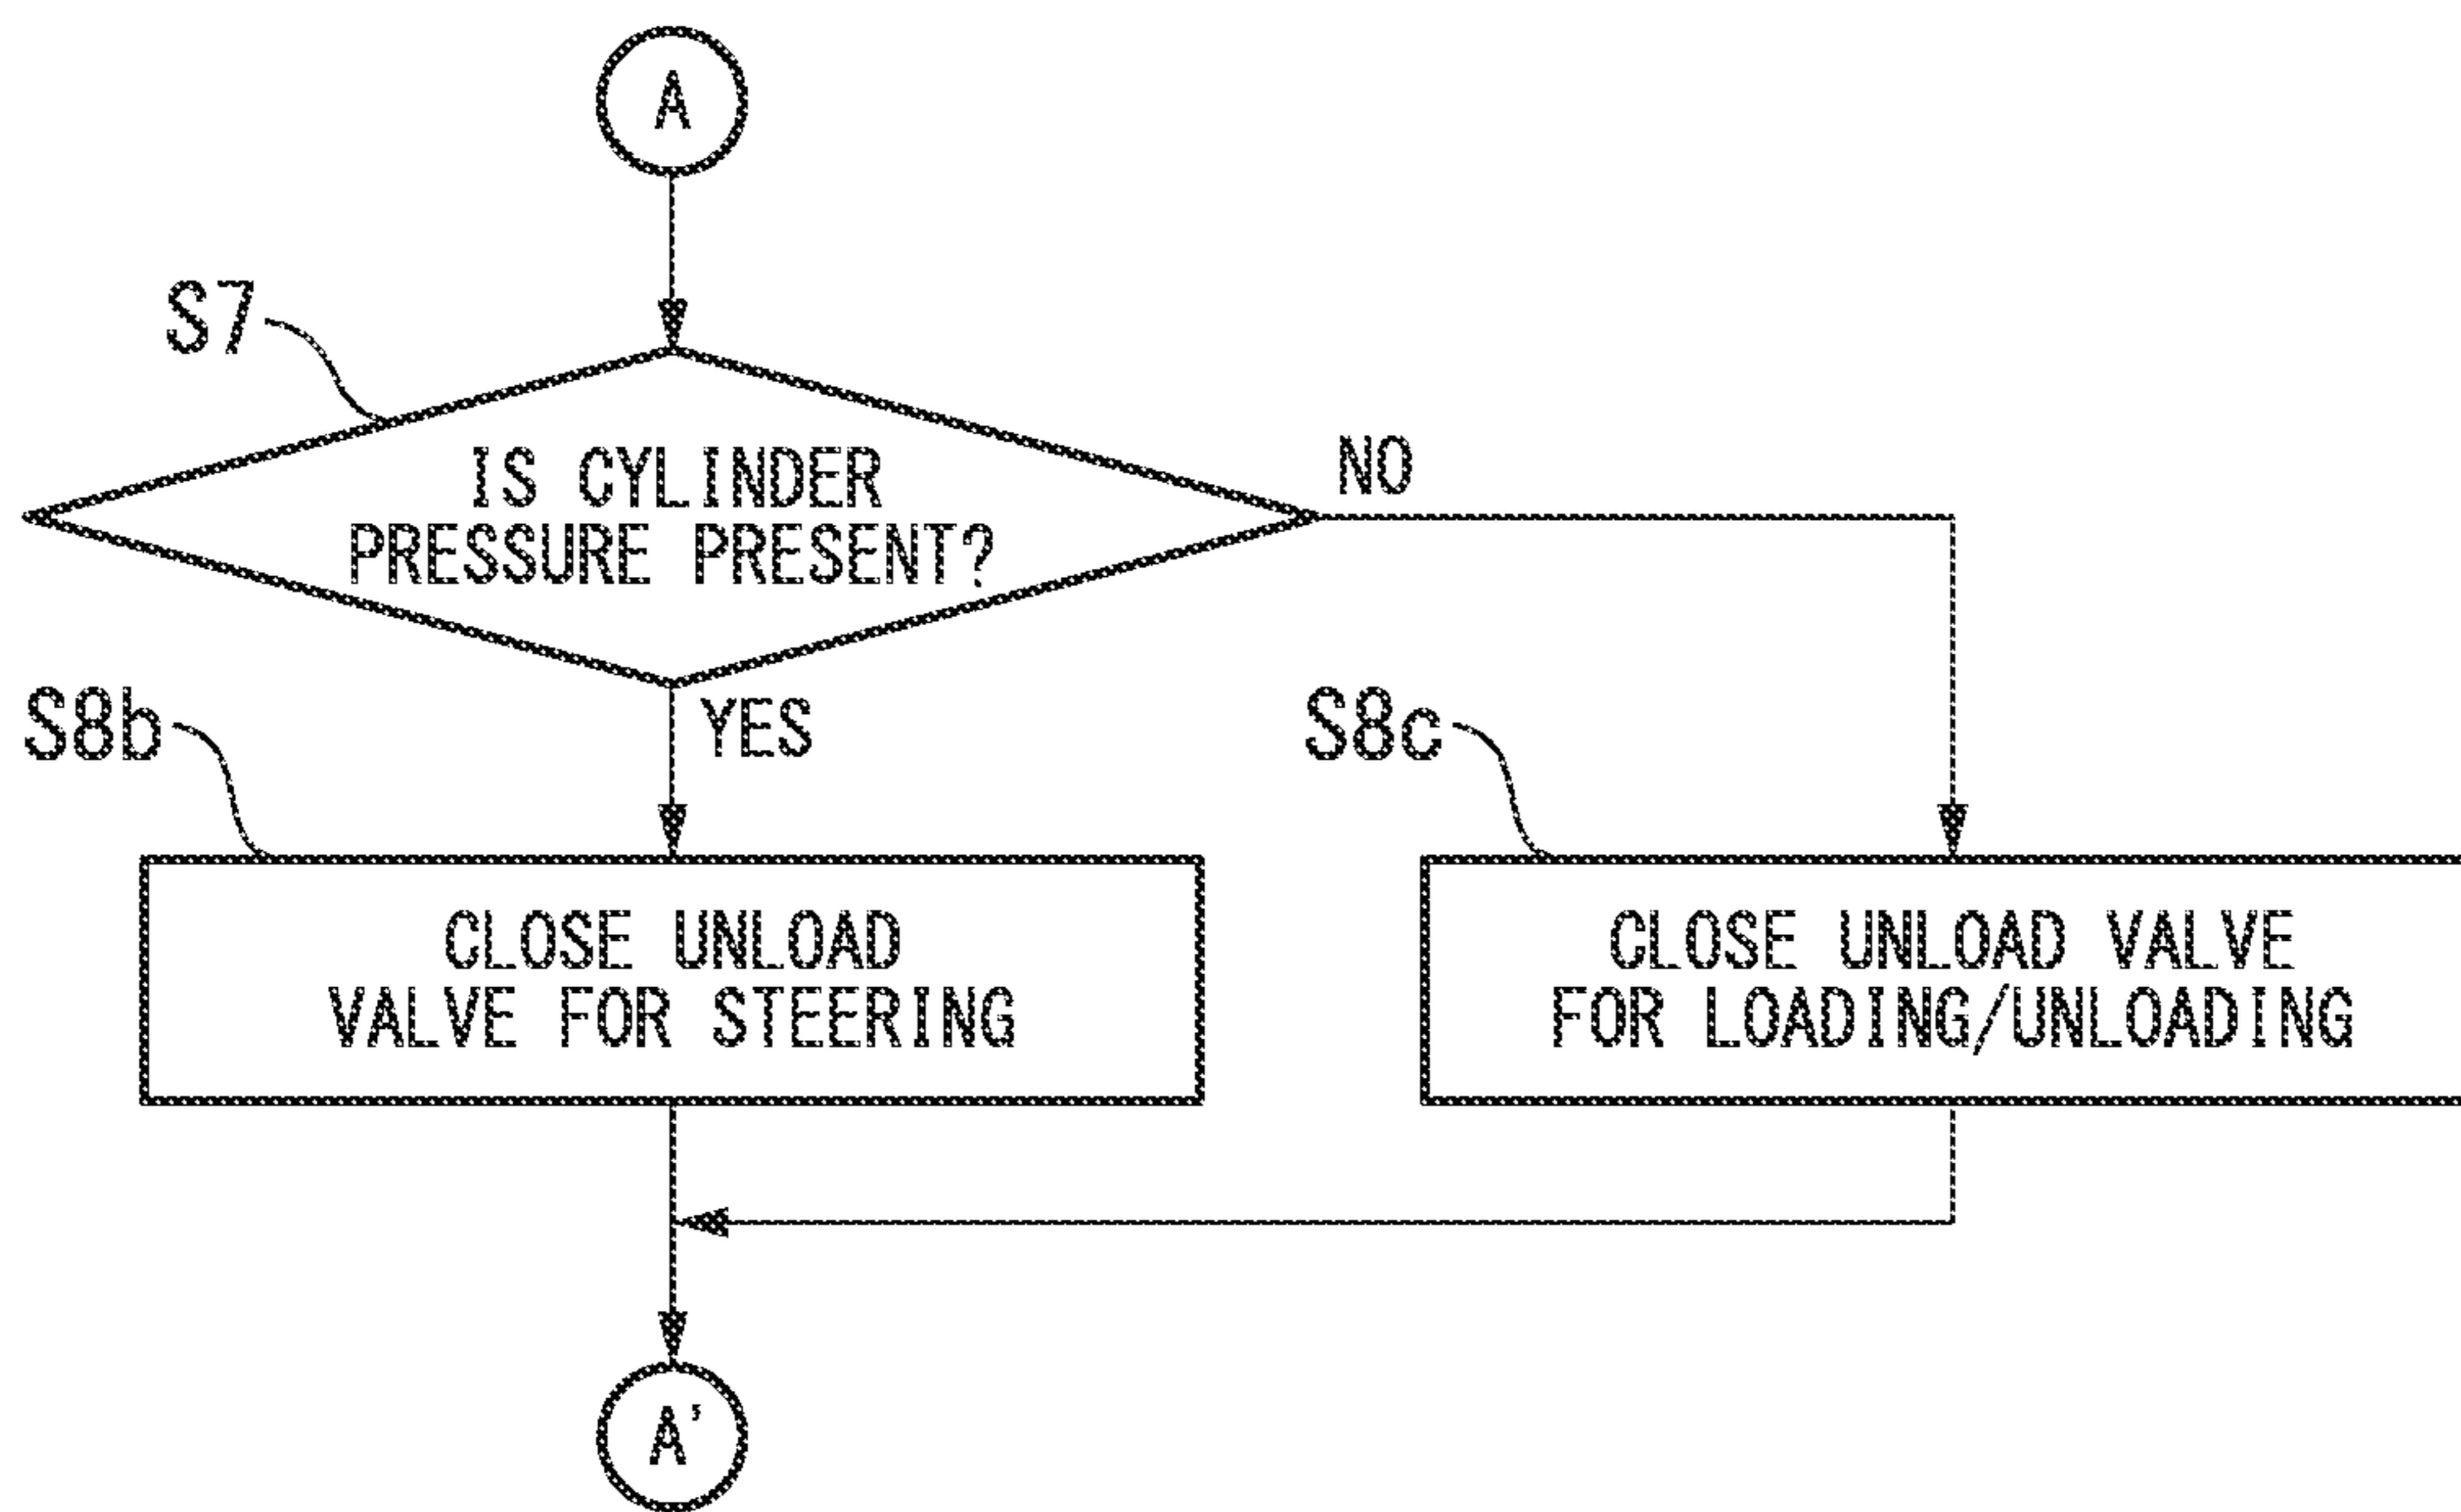 A
S7
IS CYLINDER
PRESSURE PRESENT?
NO
YES
S8b
CLOSE UNLOAD
VALVE FOR STEERING
S8c
CLOSE UNLOAD VALVE
FOR LOADING/UNLOADING
A'